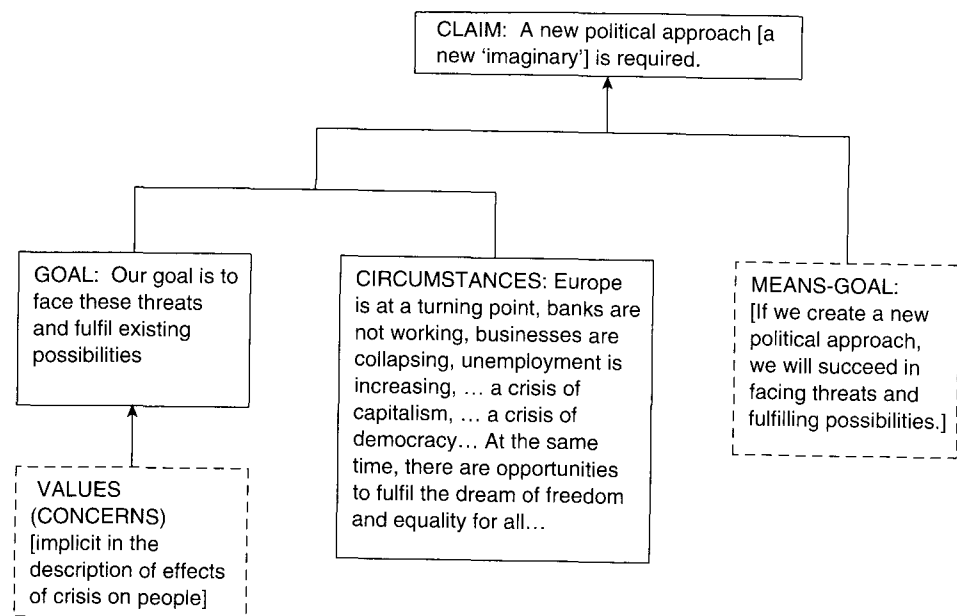 CLAIM: A new political approach [a
new ‘imaginary’] is required.
GOAL: Our goal is to
face these threats
and fulfil existing
possibilities
VALUES
(CONCERNS)
[implicit in the
description of effects
of crisis on people]
CIRCUMSTANCES: Europe
is at a turning point, banks are
not working, businesses are
collapsing, unemployment is
increasing, … a crisis of
capitalism, … a crisis of
democracy… At the same
time, there are opportunities
to fulfil the dream of freedom
and equality for all…
MEANS-GOAL:
[If we create a new
political approach,
we will succeed in
facing threats and
fulfilling possibilities.]